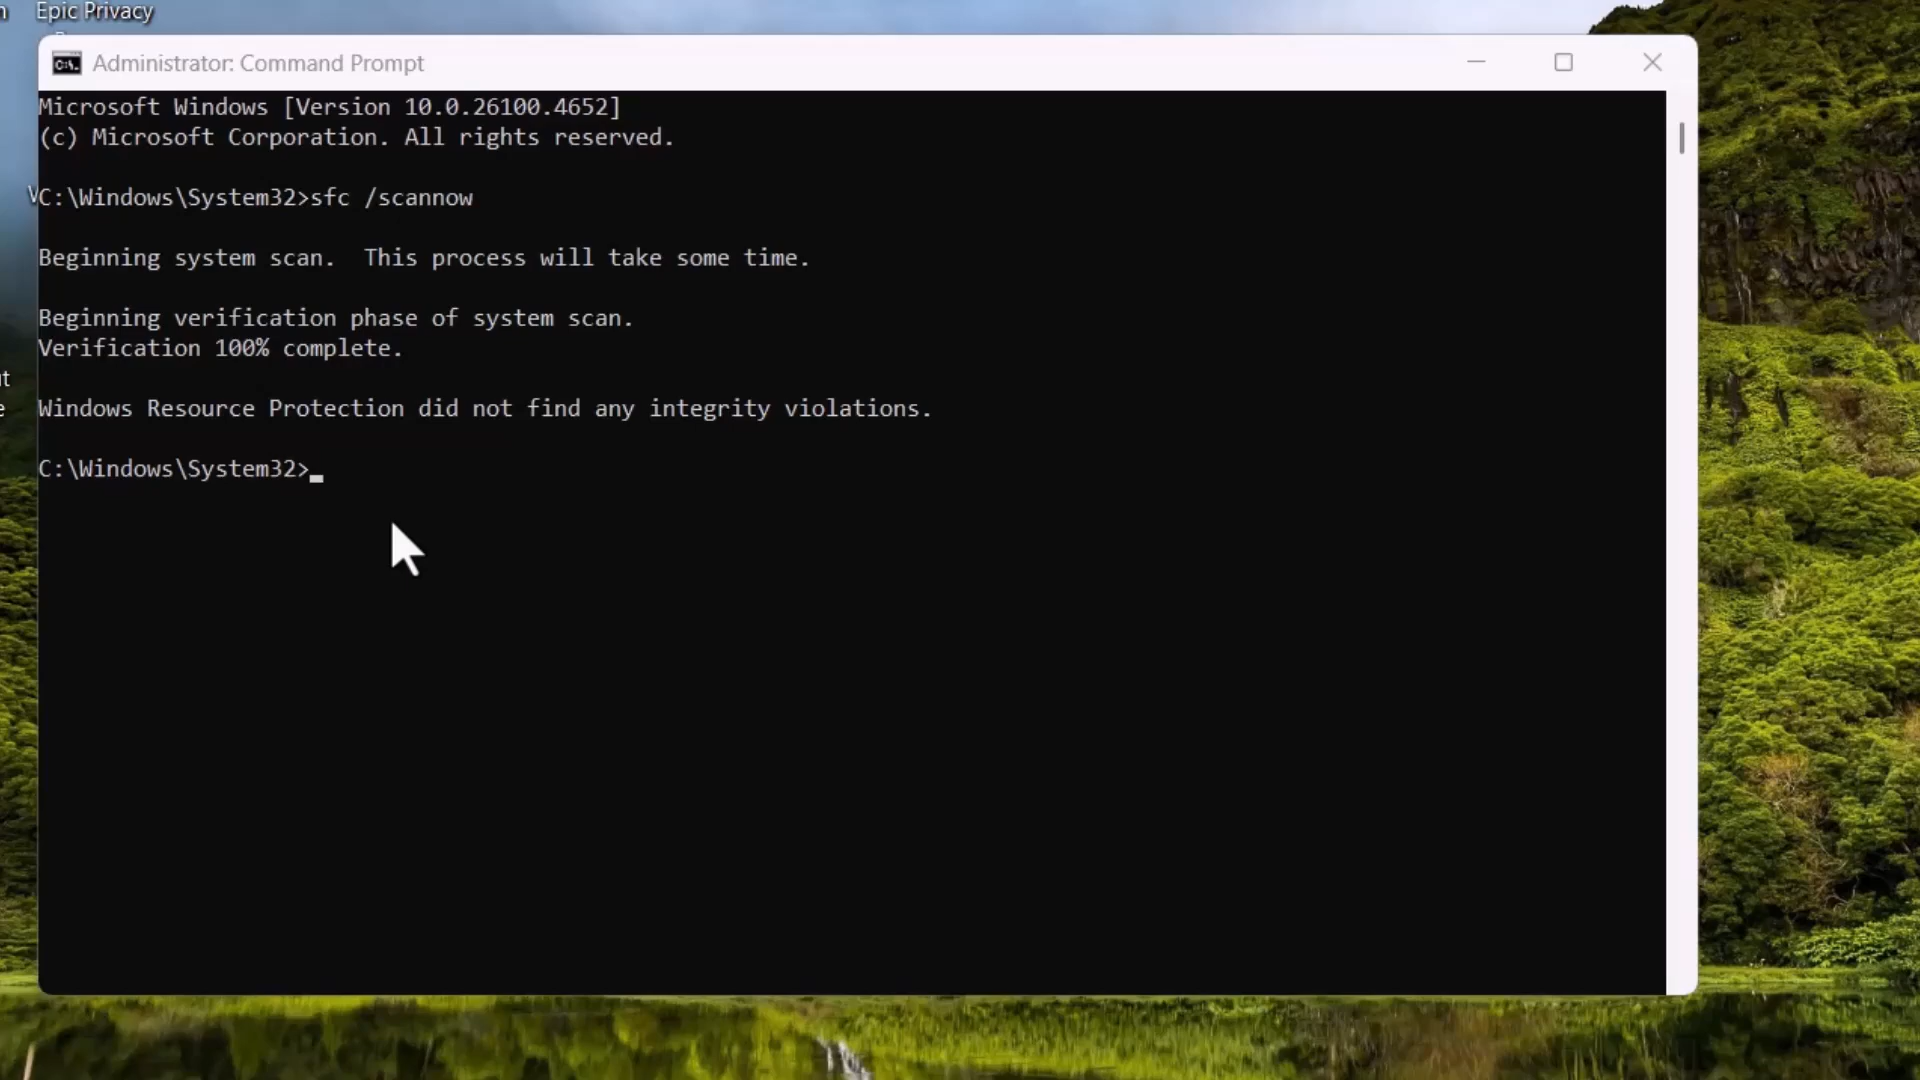 Epic Privacy
Administrator: Command Prompt
Microsoft Windows [Version 10.0.26100.4652]
(c) Microsoft Corporation. All rights reserved.
C:\Windows\System32>sfc /scannow
Beginning system scan.  This process will take some time.
Beginning verification phase of system scan.
Verification 100% complete.
Windows Resource Protection did not find any integrity violations.
C:\Windows\System32>